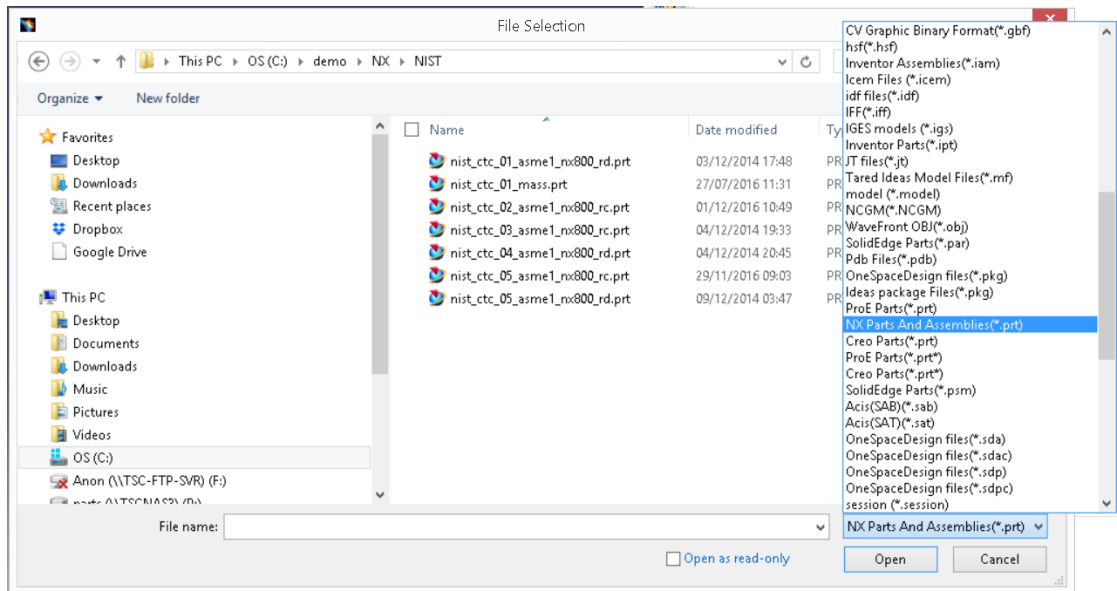 File Selection
This PC OS (C:) demo NX NIST
Organize New folder
Favorites
Desktop
Downloads
Recent places
Dropbox
Google Drive
This PC
Desktop
Documents
Downloads
Music
Pictures
Videos
OS (C:)
Anon (\\TSC-FTP-SVR) (F:)
Name Date modified
nist_ctc_01_asme1_nx800_rd.prt 03/12/2014 17:48 PR
nist_ctc_01_mass.prt 27/07/2016 11:31 PR
nist_ctc_02_asme1_nx800_rc.prt 01/12/2016 10:49 PR
nist_ctc_03_asme1_nx800_rc.prt 04/12/2014 19:33 PR
nist_ctc_04_asme1_nx800_rd.prt 04/12/2014 20:45 PR
nist_ctc_05_asme1_nx800_rc.prt 29/11/2016 09:03 PR
nist_ctc_05_asme1_nx800_rd.prt 09/12/2014 03:47 PR
CV Graphic Binary Format(*.gbf)
hsf(*.hsf)
Inventor Assemblies(*.iam)
Icem Files (*.icem)
idf files(*.idf)
IFF(*.iff)
IGES models (*.igs)
Inventor Parts(*.ipt)
JT files(*.jt)
Tared Ideas Model Files(*.mf)
model (*.model)
NCGM(*.NCGM)
WaveFront OBJ(*.obj)
SolidEdge Parts(*.par)
Pdb Files(*.pdb)
OneSpaceDesign files(*.pkg)
Ideas package Files(*.pkg)
ProE Parts(*.prt)
NX Parts And Assemblies(*.prt)
Creo Parts(*.prt)
ProE Parts(*.prt*)
Creo Parts(*.prt*)
SolidEdge Parts(*.psm)
Acis(SAB)(*.sab)
Acis(SAT)(*.sat)
OneSpaceDesign files(*.sda)
OneSpaceDesign files(*.sdac)
OneSpaceDesign files(*.sdp)
OneSpaceDesign files(*.sdpc)
session (*.session)
File name: NX Parts And Assemblies(*.prt)
Open as read-only
Open Cancel